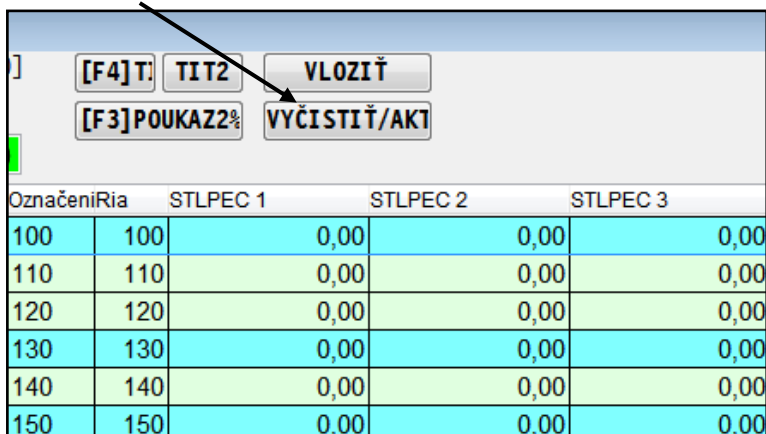 ] [F4]TI TIT2 VLOZIŤ
[F3]POUKAZ2% VYČISTIŤ/AKT
OznačeniRia STLPEC 1 STLPEC 2 STLPEC 3
100 100 0,00 0,00 0,00
110 110 0,00 0,00 0,00
120 120 0,00 0,00 0,00
130 130 0,00 0,00 0,00
140 140 0,00 0,00 0,00
150 150 0,00 0,00 0,00